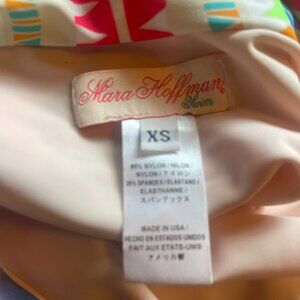 Mara Hoffman
Swim
XS
80% NYLON / NILON /
NYLON / ナイロン
20% SPANDEX / ELASTANO /
ELASTHANNE /
スパンデックス
MADE IN USA /
HECHO EN ESTADOS UNIDOS
FAIT AUX ETATS UNIS
アメリカ製